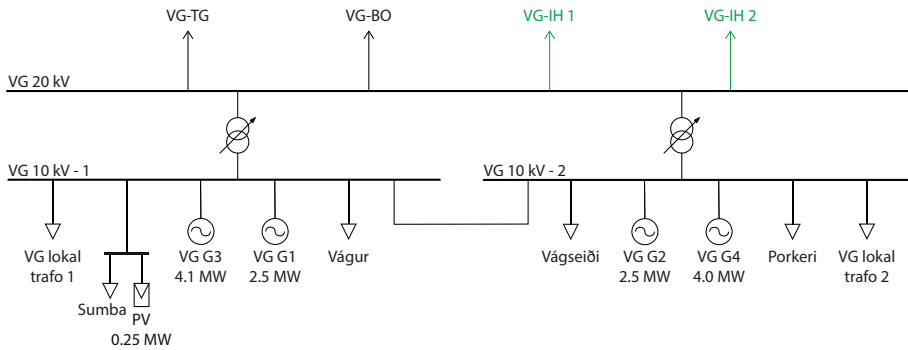 VG-TG
VG-BO
VG-IH 1
VG-IH 2
VG 20 kV
VG 10 kV - 1
VG 10 kV - 2
VG lokal
trafo 1
VG G3
4.1 MW
VG G1
2.5 MW
Vágur
Vágseiði
VG G2
2.5 MW
VG G4
4.0 MW
Porkeri
VG lokal
trafo 2
Sumba
PV
0.25 MW